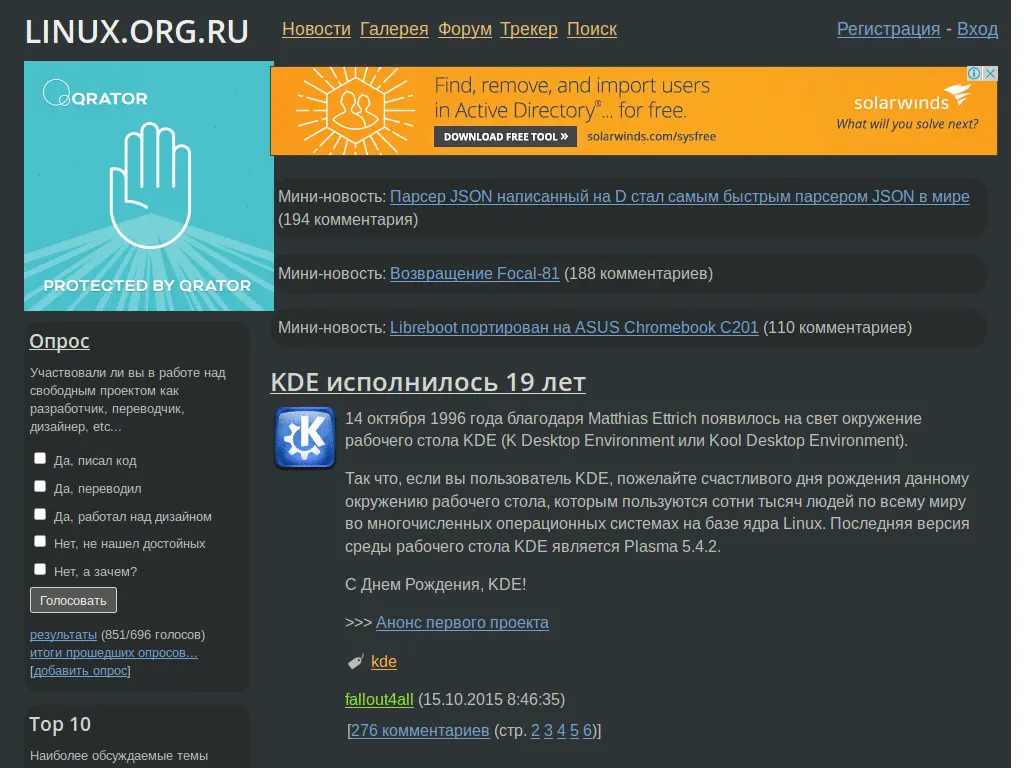 LINUX.ORG.RU
Новости Галерея Форум Трекер Поиск
Регистрация - Вход
QRATOR
PROTECTED BY QRATOR
Find, remove, and import users
in Active Directory®... for free.
DOWNLOAD FREE TOOL »
solarwinds.com/sysfree
solarwinds
What will you solve next?
Мини-новость: Парсер JSON написанный на D стал самым быстрым парсером JSON в мире
(194 комментария)
Мини-новость: Возвращение Focal-81 (188 комментариев)
Мини-новость: Libreboot портирован на ASUS Chromebook C201 (110 комментариев)
Опрос
Участвовали ли вы в работе над
свободным проектом как
разработчик, переводчик,
дизайнер, etc...
Да, писал код
Да, переводил
Да, работал над дизайном
Нет, не нашел достойных
Нет, а зачем?
Голосовать
результаты (851/696 голосов)
итоги прошедших опросов...
[добавить опрос]
Top 10
Наиболее обсуждаемые темы
KDE исполнилось 19 лет
K
14 октября 1996 года благодаря Matthias Ettrich появилось на свет окружение
рабочего стола KDE (K Desktop Environment или Kool Desktop Environment).
Так что, если вы пользователь KDE, пожелайте счастливого дня рождения данному
окружению рабочего стола, которым пользуются сотни тысяч людей по всему миру
во многочисленных операционных системах на базе ядра Linux. Последняя версия
среды рабочего стола KDE является Plasma 5.4.2.
С Днем Рождения, KDE!
>>> Анонс первого проекта
kde
fallout4all (15.10.2015 8:46:35)
[276 комментариев (стр. 2 3 4 5 6)]